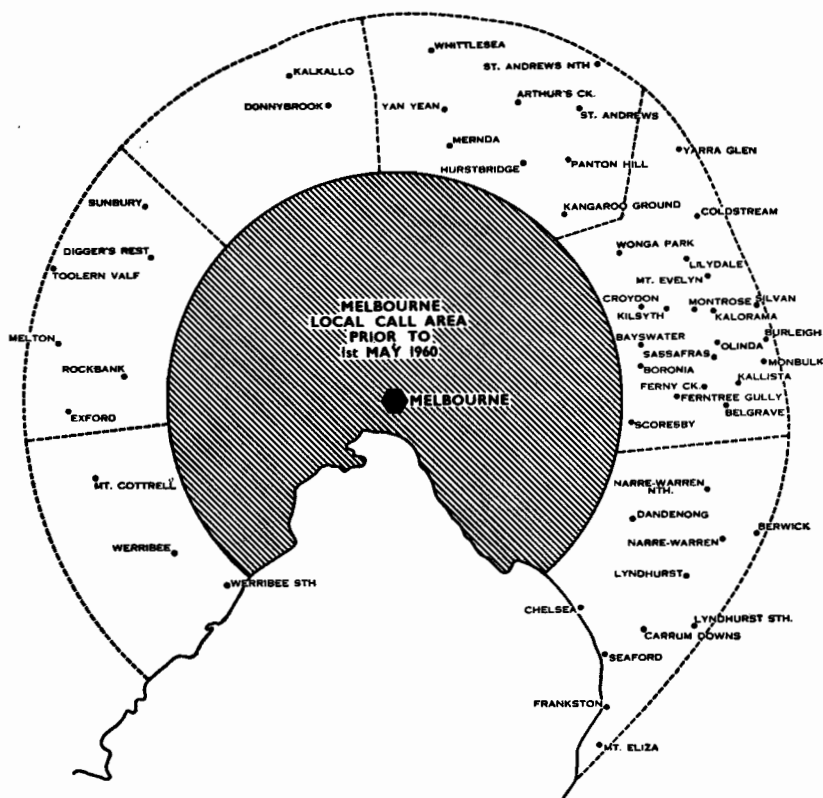 WHITTLESEA
ST. ANDREWS NTH
KALKALLO
DONNYBROOK
YAN YEAN
ARTHUR'S CK.
ST. ANDREWS
MERNDA
HURSTBRIDGE
PANTON HILL
YARRA GLEN
SUNBURY
KANGAROO GROUND
COLDSTREAM
DIGGER'S REST
TOOLERN VALE
WONGA PARK
LILYDALE
MT. EVELYN
MELBOURNE
LOCAL CALL AREA
PRIOR TO
1st MAY 1960
CROYDON
KILSYTH
MONTROSE
SILVAN
KALORAMA
MELTON
BAYSWATER
SASSAFRAS
OLINDA
BURLEIGH
MONBULK
ROCKBANK
BORONIA
KALLISTA
FERNY CK.
FERNTREE GULLY
BELGRAVE
MELBOURNE
EXFORD
SCORESBY
MT. COTTRELL
NARRE-WARREN
NTH.
DANDENONG
BERWICK
WERRIBEE
NARRE-WARREN
LYNDHURST
WERRIBEE STH
CHELSEA
LYNDHURST STH.
CARRUM DOWNS
SEAFORD
FRANKSTON
MT. ELIZA